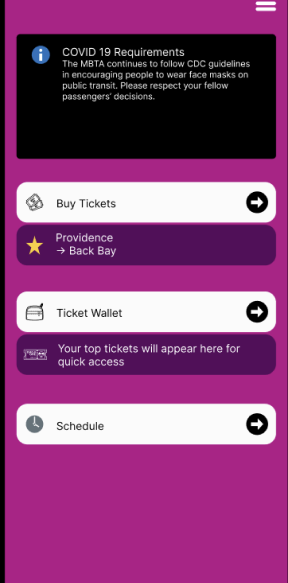 COVID 19 Requirements
The MBTA continues to follow CDC guidelines
in encouraging people to wear face masks on
public transit. Please respect your fellow
passengers' decisions.
Buy Tickets
Providence
→ Back Bay
Ticket Wallet
Your top tickets will appear here for
quick access
Schedule